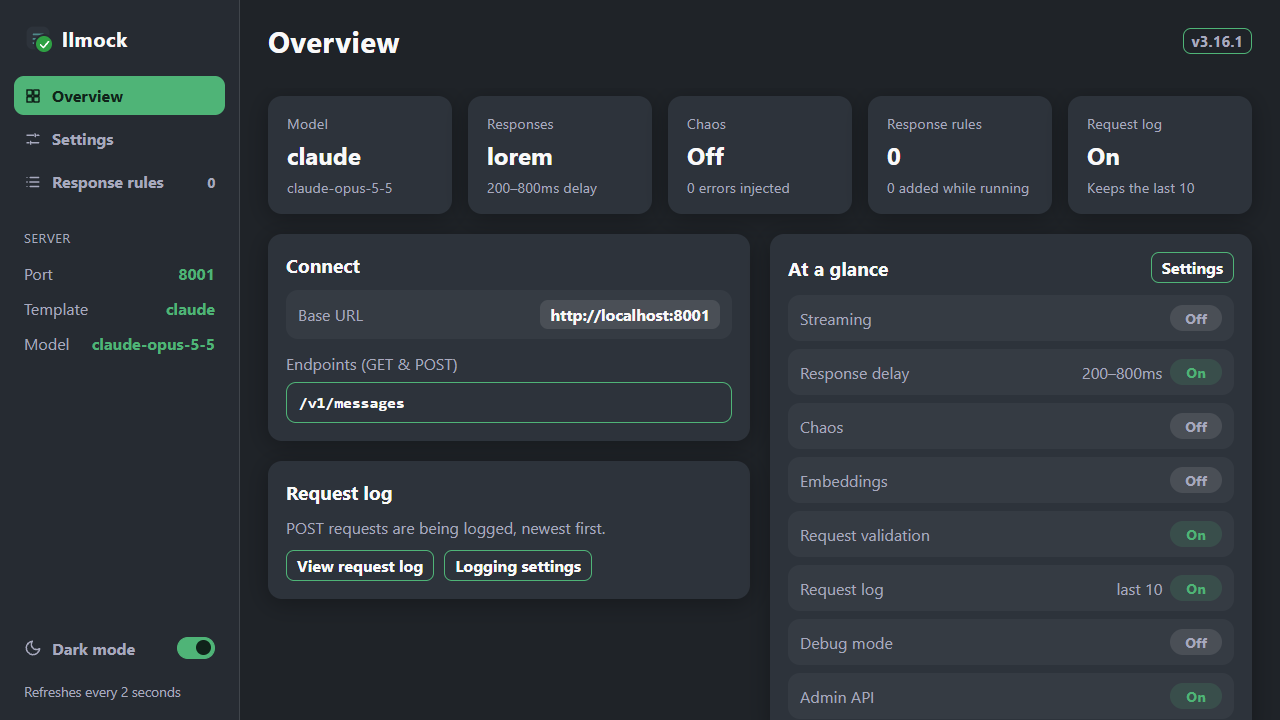 llmock
Overview
Settings
Response rules 0
SERVER
Port 8001
Template claude
Model claude-opus-5-5
Dark mode
Refreshes every 2 seconds
Overview
v3.16.1
Model
claude
claude-opus-5-5
Responses
lorem
200–800ms delay
Chaos
Off
0 errors injected
Response rules
0
0 added while running
Request log
On
Keeps the last 10
Connect
Base URL http://localhost:8001
Endpoints (GET & POST)
/v1/messages
Request log
POST requests are being logged, newest first.
View request log Logging settings
At a glance Settings
Streaming Off
Response delay 200–800ms On
Chaos Off
Embeddings Off
Request validation On
Request log last 10 On
Debug mode Off
Admin API On